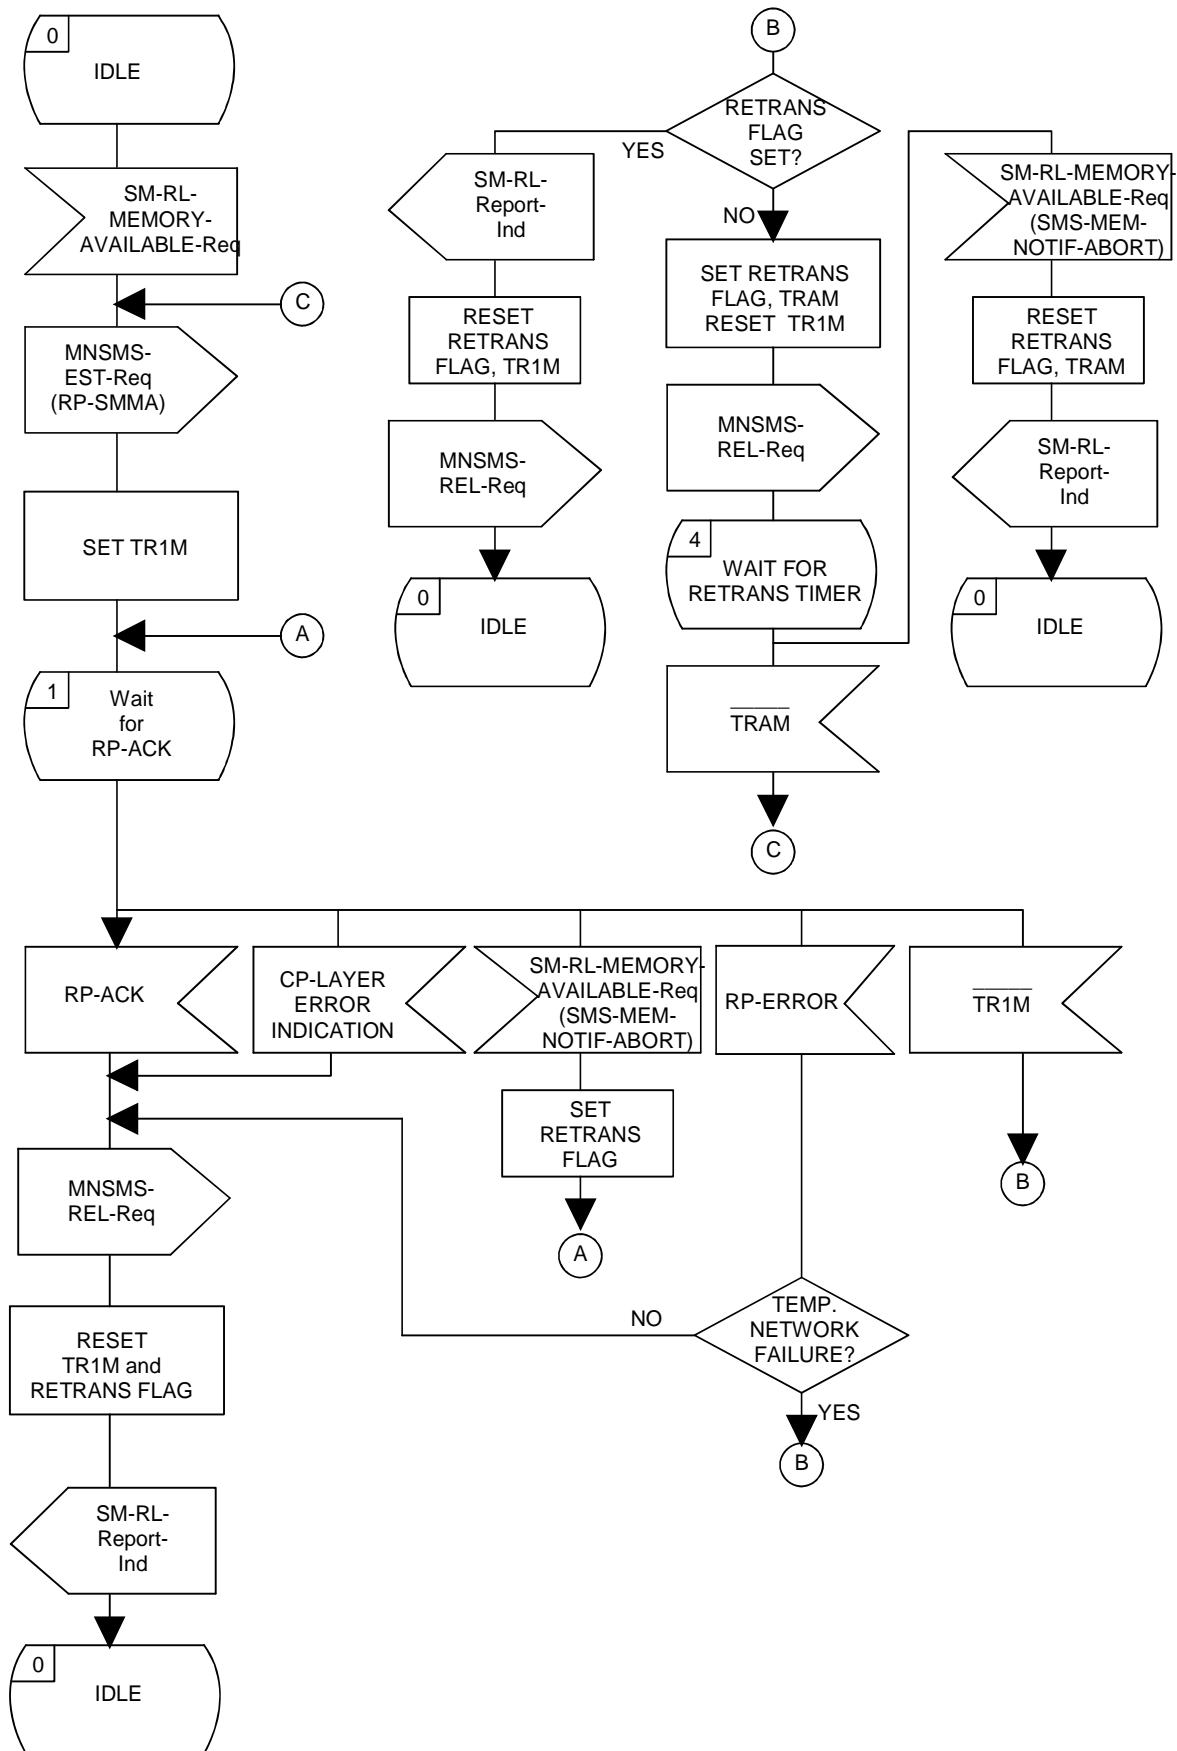 0
IDLE
SM-RL-
MEMORY-
AVAILABLE-Req
C
MNSMS-
EST-Req
(RP-SMMA)
SET TR1M
A
1
Wait
for
RP-ACK
B
RETRANS
FLAG
SET?
YES
NO
SM-RL-
Report-
Ind
RESET
RETRANS
FLAG, TR1M
MNSMS-
REL-Req
0
IDLE
SET RETRANS
FLAG, TRAM
RESET TR1M
MNSMS-
REL-Req
4
WAIT FOR
RETRANS TIMER
TRAM
C
SM-RL-MEMORY-
AVAILABLE-Req
(SMS-MEM-
NOTIF-ABORT)
RESET
RETRANS
FLAG, TRAM
SM-RL-
Report-
Ind
0
IDLE
RP-ACK
CP-LAYER
ERROR
INDICATION
SM-RL-MEMORY-
AVAILABLE-Req
(SMS-MEM-
NOTIF-ABORT)
RP-ERROR
TR1M
SET
RETRANS
FLAG
A
B
MNSMS-
REL-Req
NO
TEMP.
NETWORK
FAILURE?
YES
B
RESET
TR1M and
RETRANS FLAG
SM-RL-
Report-
Ind
0
IDLE